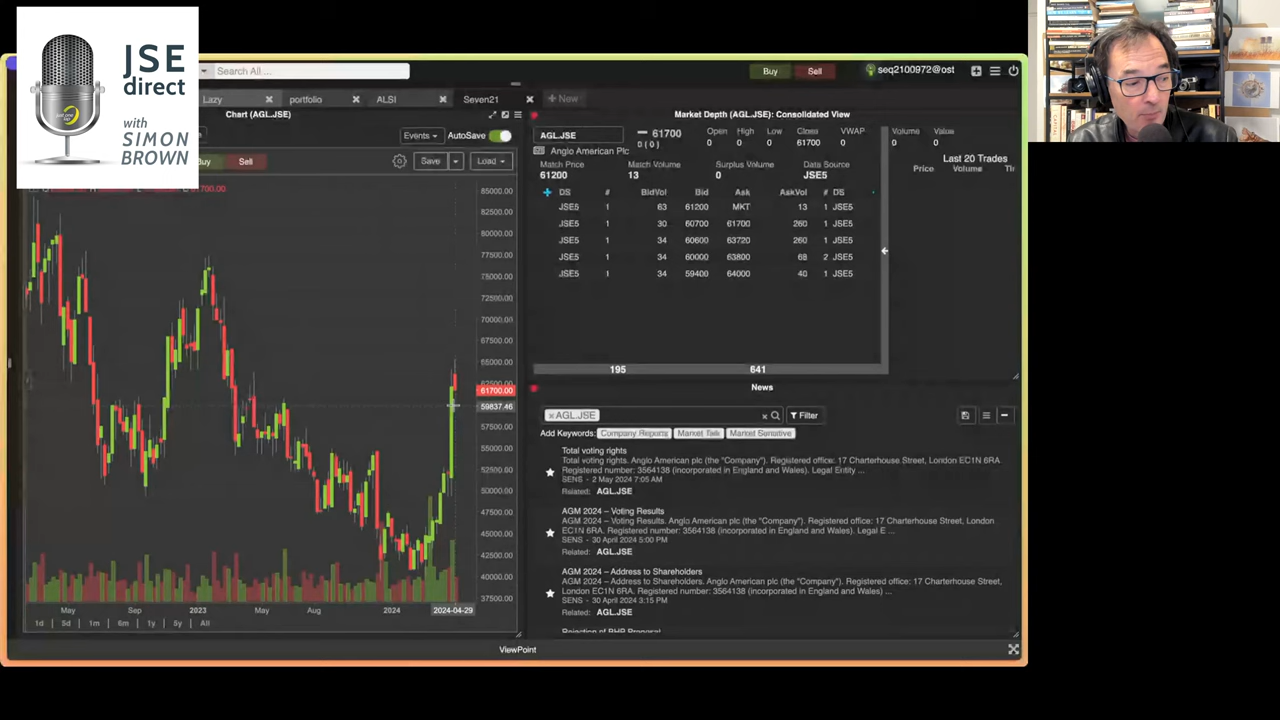 JSE
direct
with
SIMON
BROWN
Search All ...
Buy
Sell
seq2100972@ost
Lazy
portfolio
ALSI
Seven21
New
Chart (AGL.JSE)
Events
AutoSave
Buy
Sell
Save
Load
61700.00
85000.00
82500.00
80000.00
77500.00
75000.00
72500.00
70000.00
67500.00
65000.00
61700.00
59837.46
57500.00
55000.00
52500.00
50000.00
47500.00
45000.00
42500.00
40000.00
37500.00
May Sep 2023 May Aug 2024 2024-04-29
1d 5d 1m 6m 1y 5y All
Market Depth (AGL.JSE): Consolidated View
AGL.JSE
61700
0 ( 0 )
Open High Low Close VWAP
0 0 0 61700 0
Volume Value
0 0
Anglo American Plc
Match Price Match Volume Surplus Volume Data Source
61200 13 0 JSE5
Last 20 Trades
Price Volume
DS # BidVol Bid Ask AskVol # DS
JSE5 1 63 61200 MKT 13 1 JSE5
JSE5 1 30 60700 61700 260 1 JSE5
JSE5 1 34 60600 63720 260 1 JSE5
JSE5 1 34 60000 63800 68 2 JSE5
JSE5 1 34 59400 64000 40 1 JSE5
195 641
News
AGL.JSE
Filter
Add Keywords: Company Reports Market Talk Market Sensitive
Total voting rights
Total voting rights. Anglo American plc (the "Company"). Registered office: 17 Charterhouse Street, London EC1N 6RA
Registered number: 3564138 (incorporated in England and Wales). Legal Entity ...
SENS - 2 May 2024 7:05 AM
Related: AGL.JSE
AGM 2024 – Voting Results
AGM 2024 – Voting Results. Anglo American plc (the "Company"). Registered office: 17 Charterhouse Street, London
EC1N 6RA. Registered number: 3564138 (incorporated in England and Wales). Legal E ...
SENS - 30 April 2024 5:00 PM
Related: AGL.JSE
AGM 2024 – Address to Shareholders
AGM 2024 – Address to Shareholders. Anglo American plc (the "Company"). Registered office: 17 Charterhouse Street,
London EC1N 6RA. Registered number: 3564138 (incorporated in England and Wales) ...
SENS - 30 April 2024 3:15 PM
Related: AGL.JSE
Rejection of BHP Proposal
ViewPoint